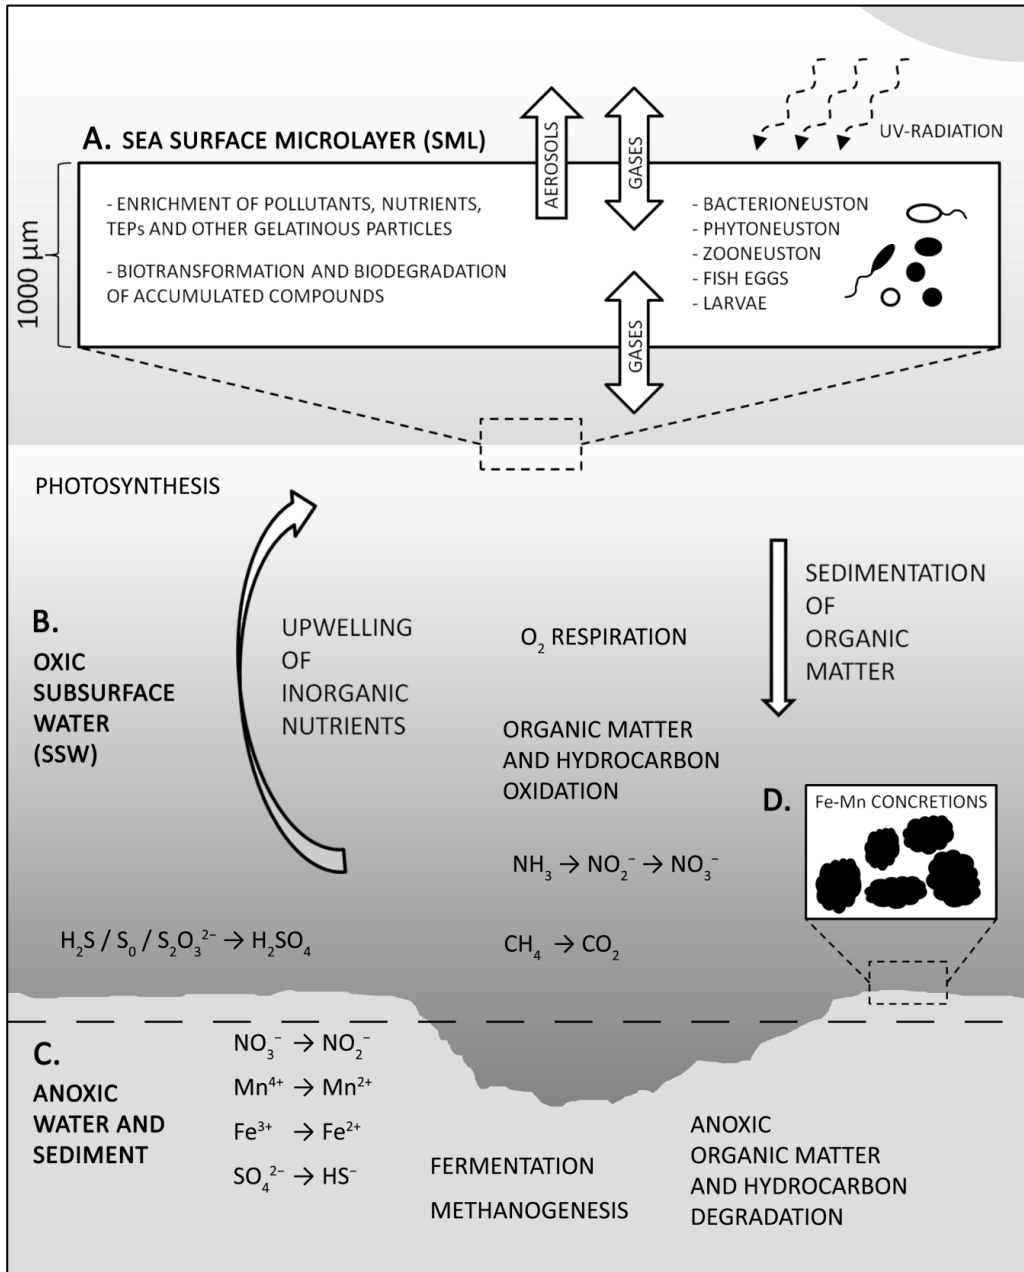 A. SEA SURFACE MICROLAYER (SML)
AEROSOLS
GASES
UV-RADIATION
1000 µm
- ENRICHMENT OF POLLUTANTS, NUTRIENTS,
TEPs AND OTHER GELATINOUS PARTICLES
- BIOTRANSFORMATION AND BIODEGRADATION
OF ACCUMULATED COMPOUNDS
- BACTERIONEUSTON
- PHYTONEUSTON
- ZOONEUSTON
- FISH EGGS
- LARVAE
GASES
PHOTOSYNTHESIS
B.
OXIC
SUBSURFACE
WATER
(SSW)
UPWELLING
OF
INORGANIC
NUTRIENTS
O₂ RESPIRATION
SEDIMENTATION
OF
ORGANIC
MATTER
ORGANIC MATTER
AND HYDROCARBON
OXIDATION
D.
Fe-Mn CONCRETIONS
NH₃ → NO₂⁻ → NO₃⁻
H₂S / S₀ / S₂O₃²⁻ → H₂SO₄
CH₄ → CO₂
C.
ANOXIC
WATER AND
SEDIMENT
NO₃⁻ → NO₂⁻
Mn⁴⁺ → Mn²⁺
Fe³⁺ → Fe²⁺
SO₄²⁻ → HS⁻
FERMENTATION
METHANOGENESIS
ANOXIC
ORGANIC MATTER
AND HYDROCARBON
DEGRADATION